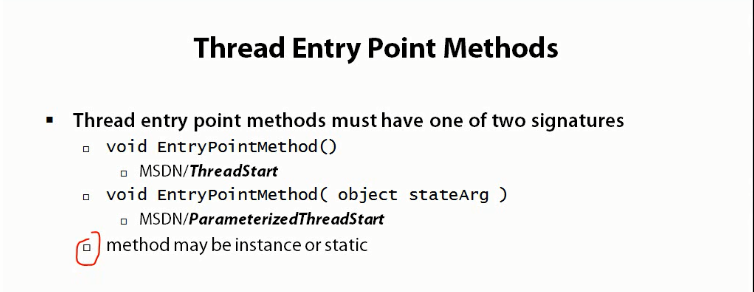 Thread Entry Point Methods
Thread entry point methods must have one of two signatures
void EntryPointMethod()
MSDN/ThreadStart
void EntryPointMethod( object stateArg )
MSDN/ParameterizedThreadStart
method may be instance or static